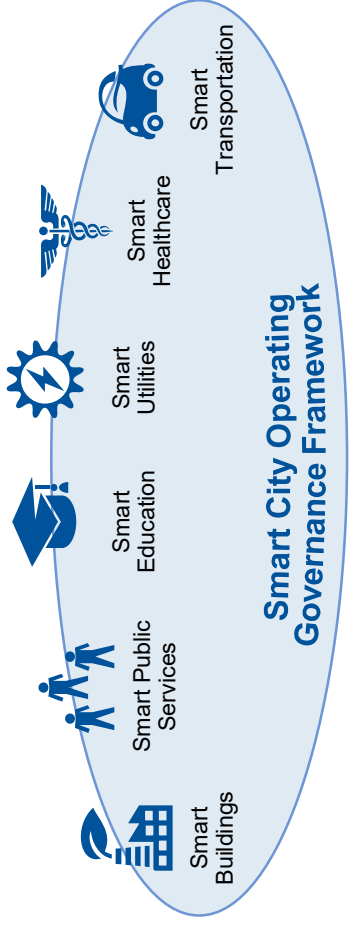 Smart
Buildings
Smart Public
Services
Smart
Education
Smart
Utilities
Smart
Healthcare
Smart
Transportation
Smart City Operating
Governance Framework